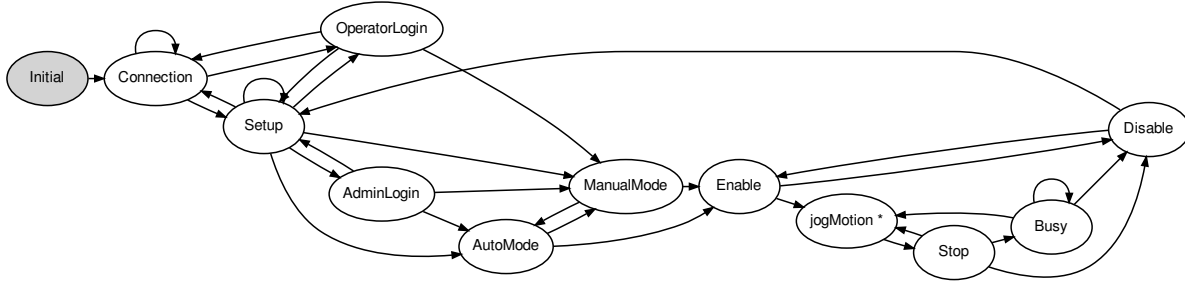 OperatorLogin
Initial
Connection
Setup
Disable
AdminLogin
ManualMode
Enable
jogMotion *
Busy
AutoMode
Stop